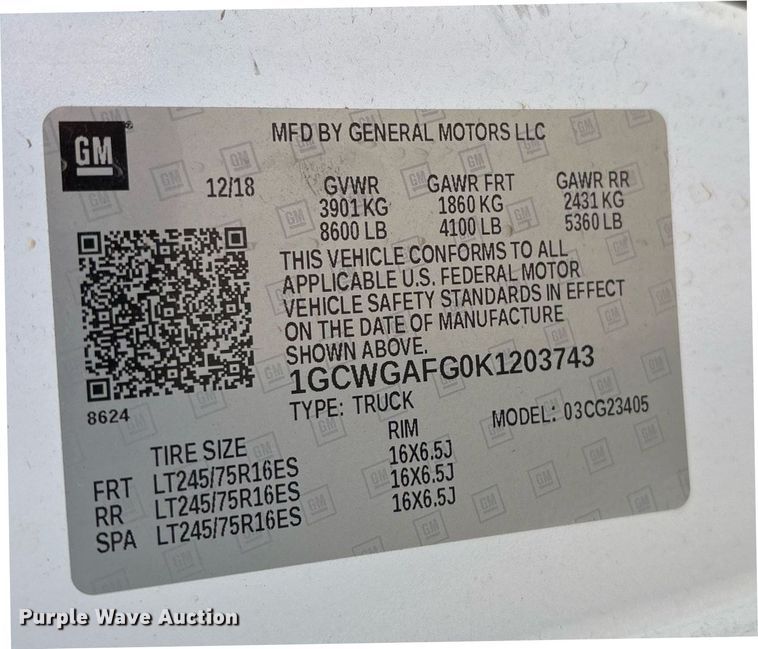 GM
MFD BY GENERAL MOTORS LLC
12/18 GVWR GAWR FRT GAWR RR
3901 KG 1860 KG 2431 KG
8600 LB 4100 LB 5360 LB
THIS VEHICLE CONFORMS TO ALL
APPLICABLE U.S. FEDERAL MOTOR
VEHICLE SAFETY STANDARDS IN EFFECT
ON THE DATE OF MANUFACTURE
SHOWN ABOVE.
1GCWGAFG0K1203743
8624
TYPE: TRUCK MODEL: 03CG23405
TIRE SIZE RIM
FRT LT245/75R16ES 16X6.5J
RR LT245/75R16ES 16X6.5J
SPA LT245/75R16ES 16X6.5J
Purple Wave Auction